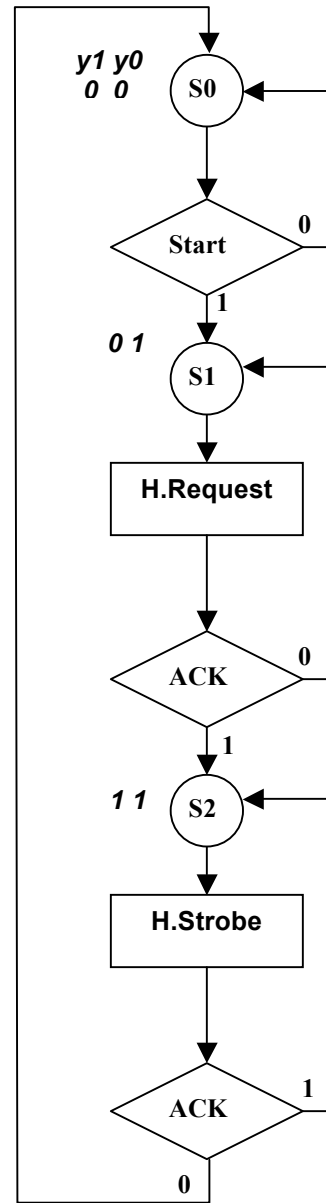 y1 y0
0 0
S0
Start
0
1
0 1
S1
H.Request
ACK
0
1
1 1
S2
H.Strobe
ACK
1
0